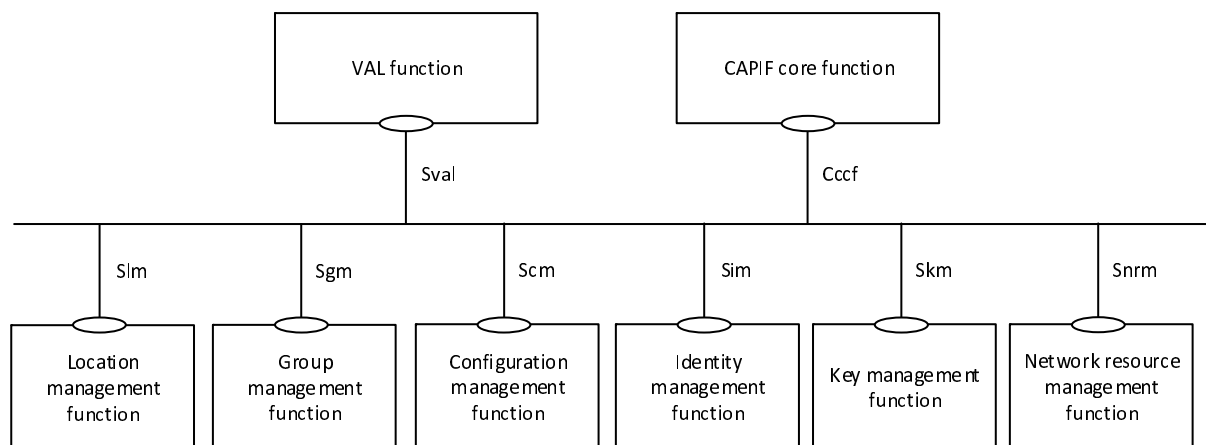 VAL function
CAPIF core function
Sval
Cccf
Slm
Sgm
Scm
Sim
Skm
Snrm
Location
management
function
Group
management
function
Configuration
management
function
Identity
management
function
Key management
function
Network resource
management
function